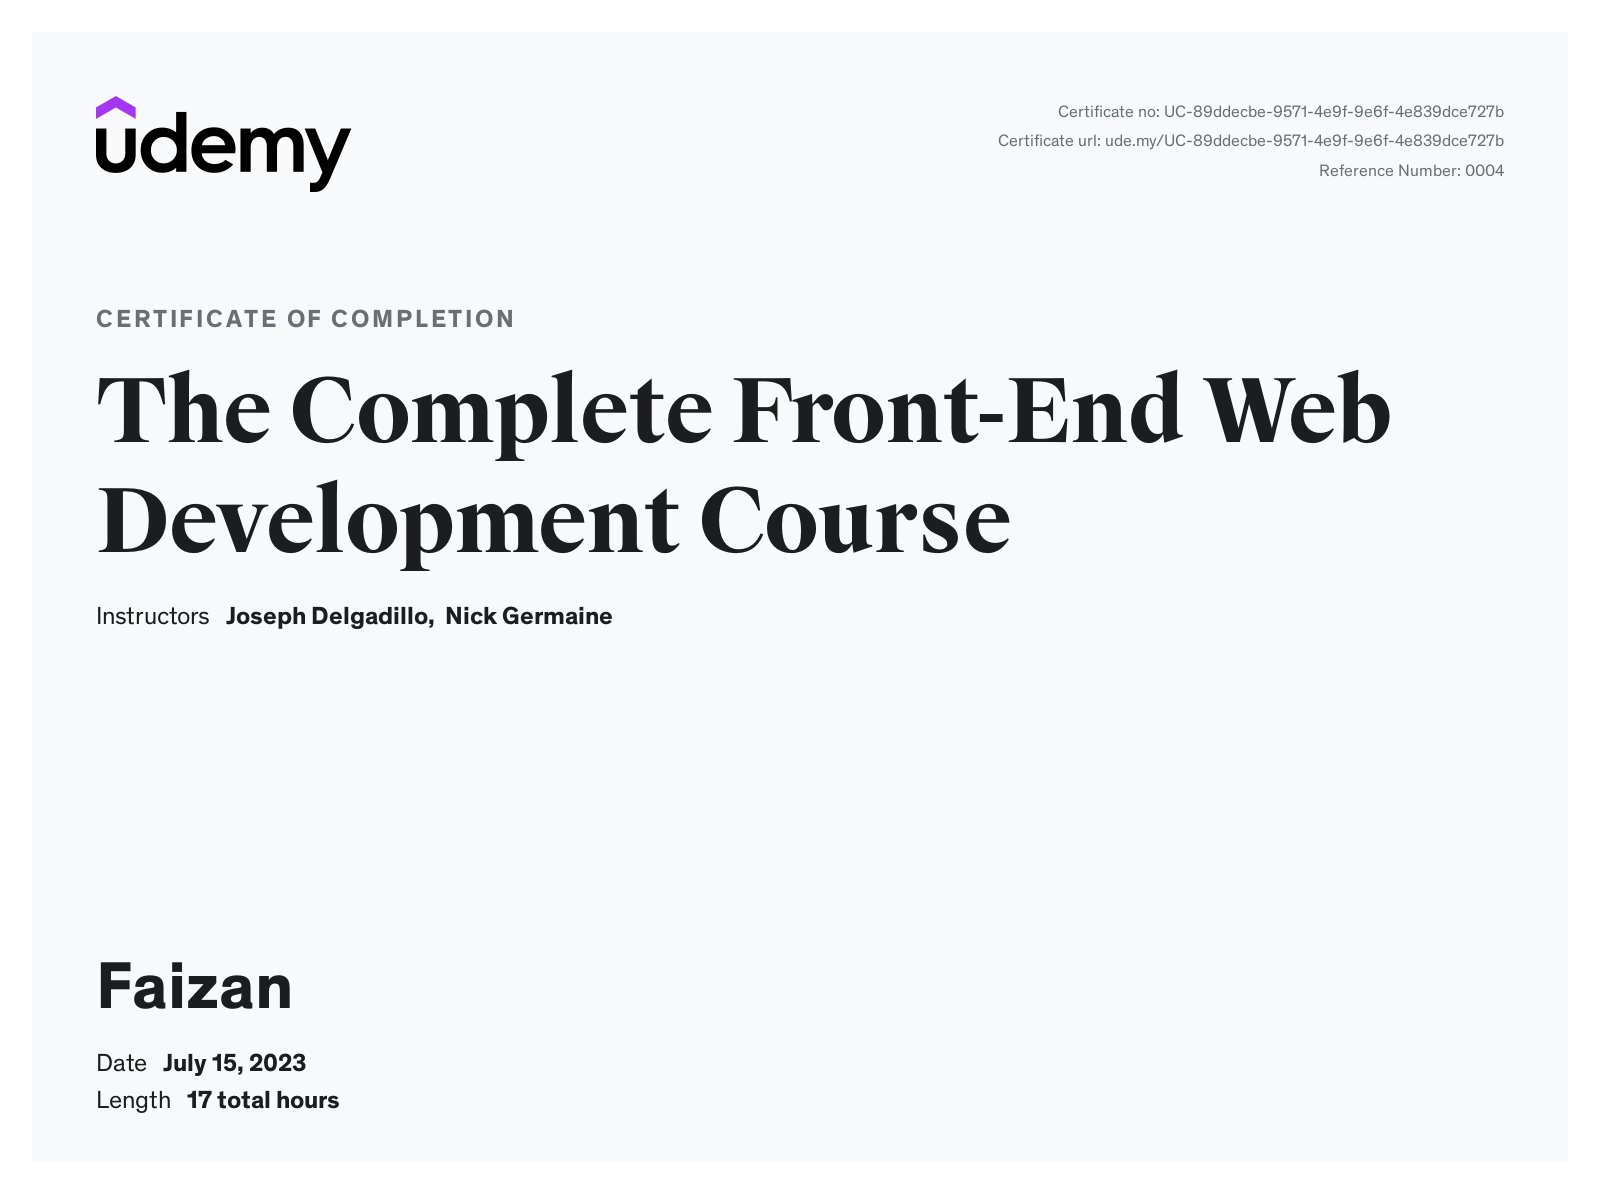 udemy
Certificate no: UC-89ddecbe-9571-4e9f-9e6f-4e839dce727b
Certificate url: ude.my/UC-89ddecbe-9571-4e9f-9e6f-4e839dce727b
Reference Number: 0004
CERTIFICATE OF COMPLETION
The Complete Front-End Web
Development Course
Instructors Joseph Delgadillo, Nick Germaine
Faizan
Date July 15, 2023
Length 17 total hours